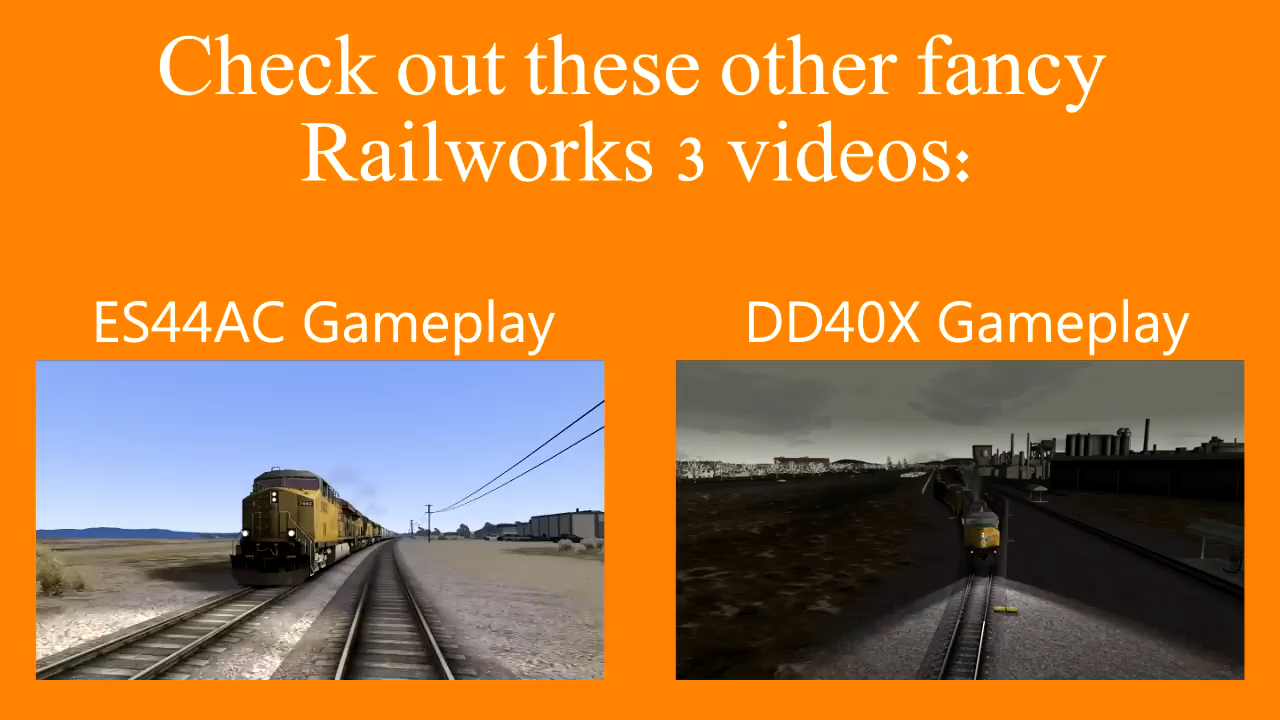 Check out these other fancy
Railworks 3 videos:
ES44AC Gameplay
DD40X Gameplay